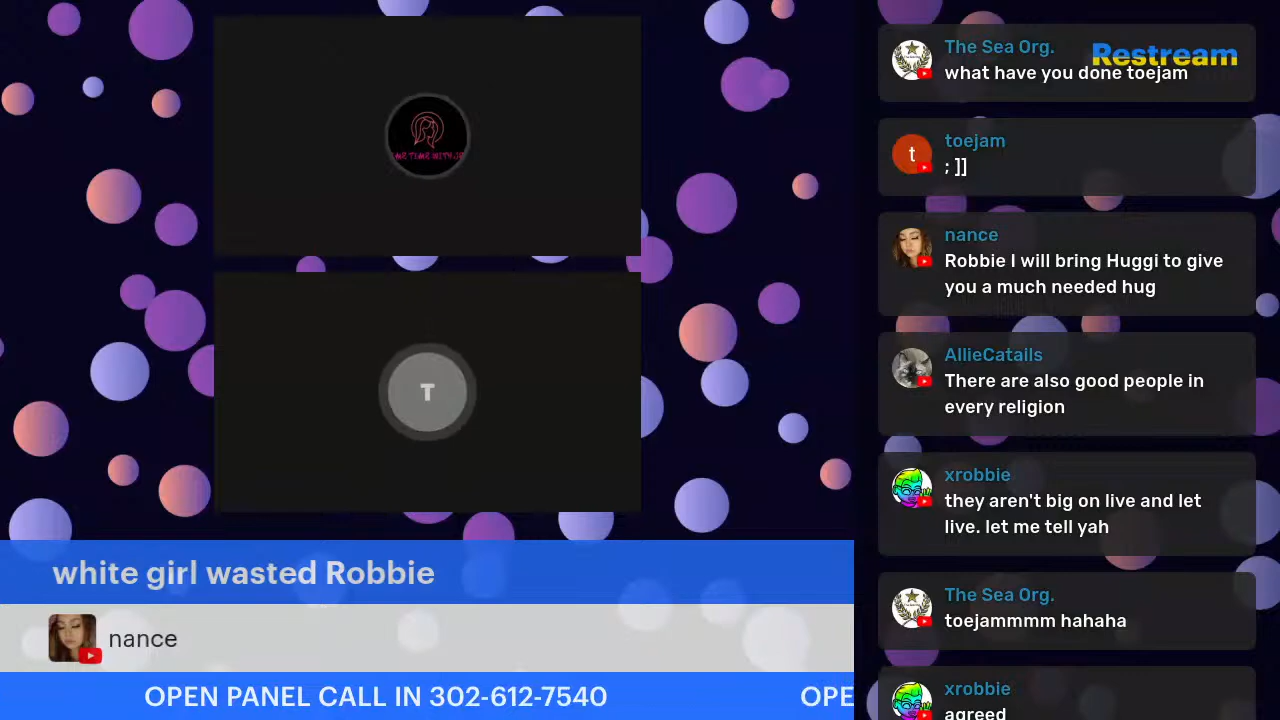 T
white girl wasted Robbie
nance
OPEN PANEL CALL IN 302-612-7540
OPE
Restream
The Sea Org.
what have you done toejam
t
toejam
; ]]
nance
Robbie I will bring Huggi to give
you a much needed hug
AllieCatails
There are also good people in
every religion
xrobbie
they aren't big on live and let
live. let me tell yah
The Sea Org.
toejammmm hahaha
xrobbie
agreed